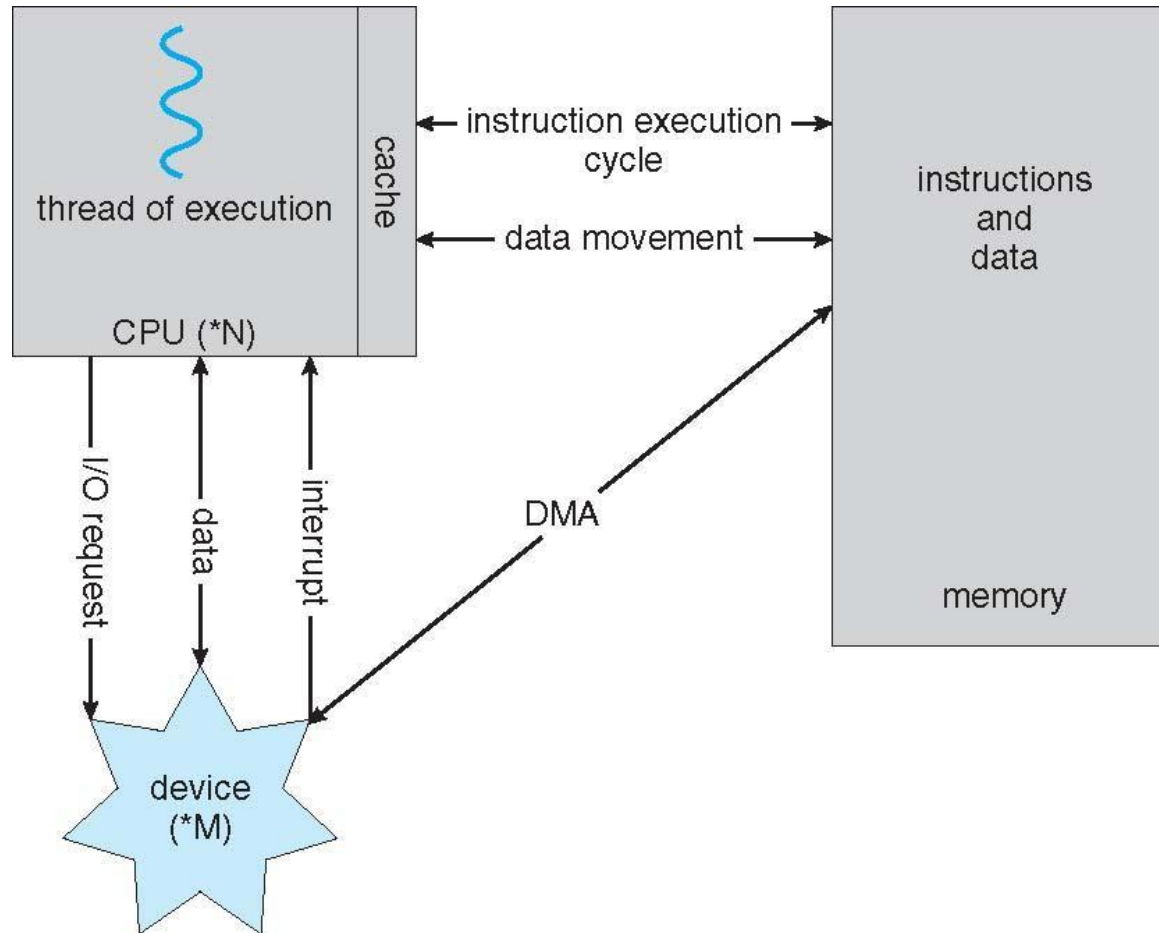 thread of execution
cache
CPU (*N)
instruction execution
cycle
data movement
instructions
and
data
memory
I/O request
data
interrupt
DMA
device
(*M)